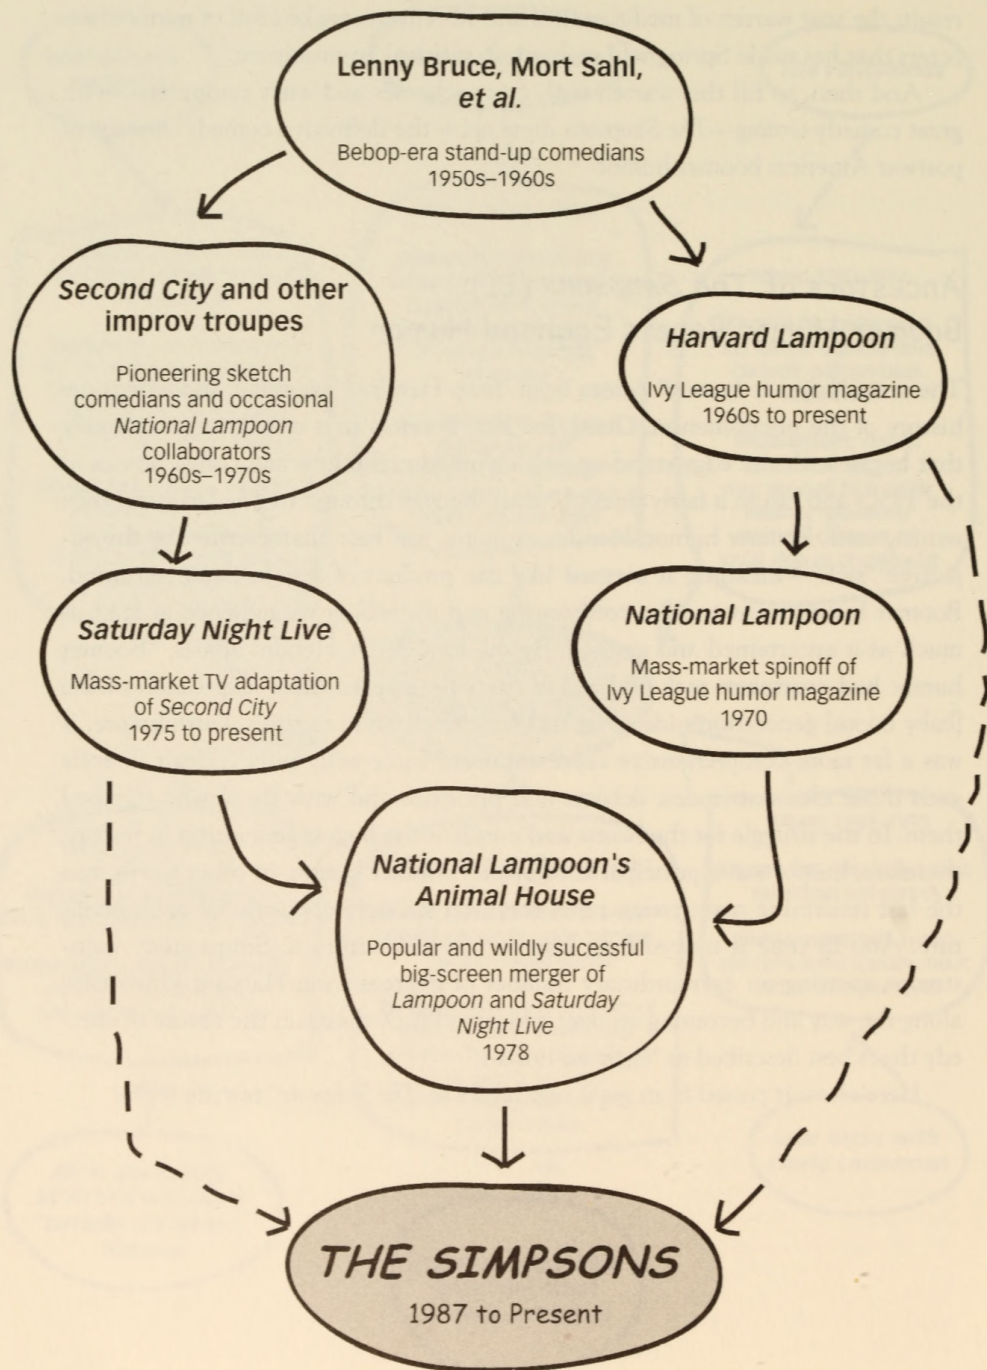 Lenny Bruce, Mort Sahl,
et al.
Bebop-era stand-up comedians
1950s–1960s
Second City and other
improv troupes
Pioneering sketch
comedians and occasional
National Lampoon
collaborators
1960s–1970s
Harvard Lampoon
Ivy League humor magazine
1960s to present
Saturday Night Live
Mass-market TV adaptation
of Second City
1975 to present
National Lampoon
Mass-market spinoff of
Ivy League humor magazine
1970
National Lampoon's
Animal House
Popular and wildly sucessful
big-screen merger of
Lampoon and Saturday
Night Live
1978
THE SIMPSONS
1987 to Present